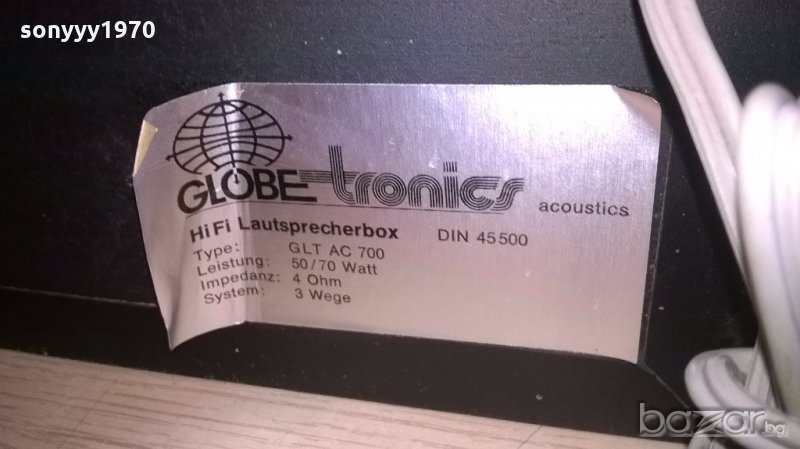 sonyyy1970
GLOBE-tronics acoustics
HiFi Lautsprecherbox DIN 45500
Type: GLT AC 700
Leistung: 50/70 Watt
Impedanz: 4 Ohm
System: 3 Wege
bazar.bg